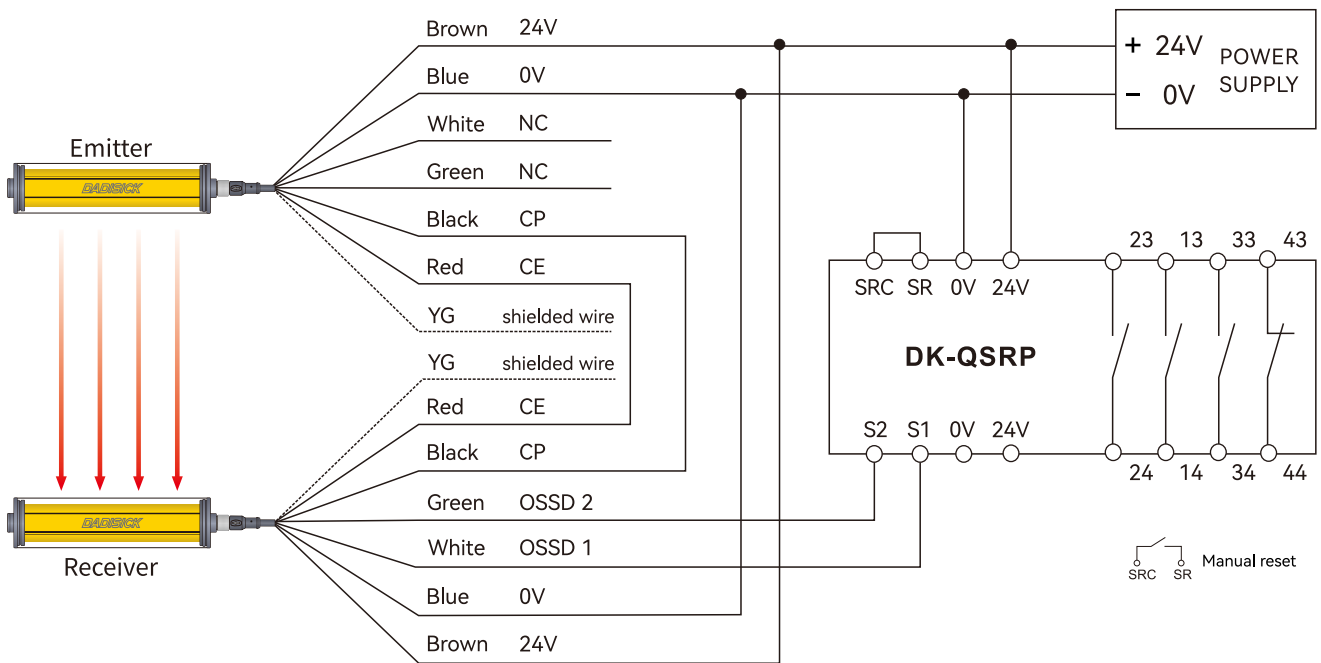 Brown 24V
Blue 0V
White NC
Green NC
Black CP
Red CE
YG shielded wire
YG shielded wire
Red CE
Black CP
Green OSSD 2
White OSSD 1
Blue 0V
Brown 24V
Emitter
DADISICK
DADISICK
Receiver
+ 24V
− 0V
POWER
SUPPLY
23 13 33 43
SRC SR 0V 24V
DK-QSRP
S2 S1 0V 24V
24 14 34 44
SRC SR Manual reset